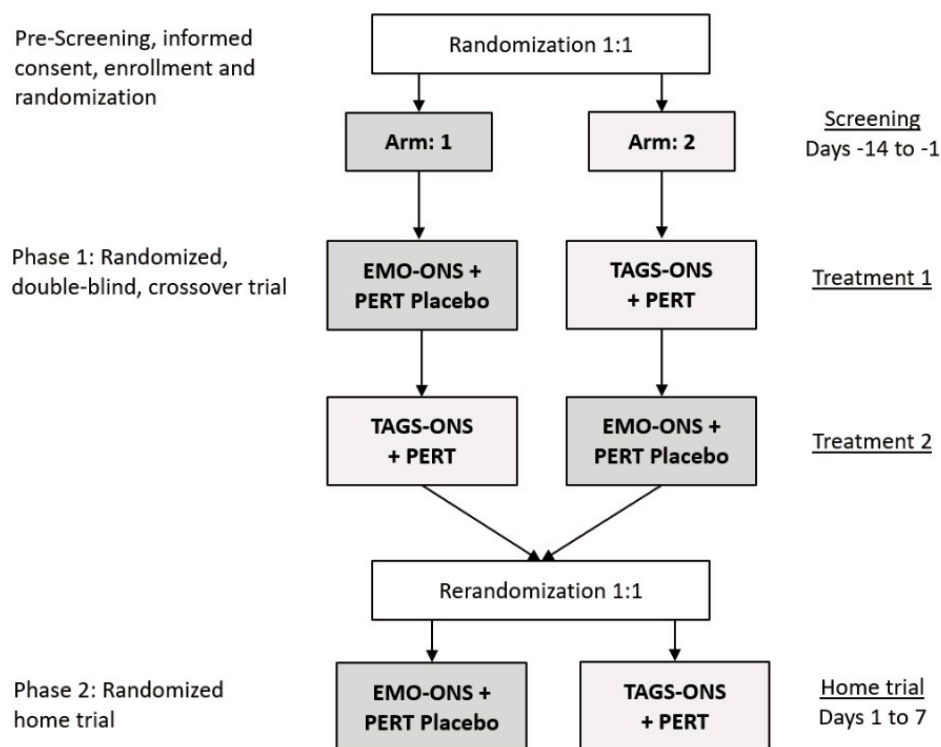 Pre-Screening, informed
consent, enrollment and
randomization
Randomization 1:1
Arm: 1
Arm: 2
Screening
Days -14 to -1
Phase 1: Randomized,
double-blind, crossover trial
EMO-ONS +
PERT Placebo
TAGS-ONS
+ PERT
Treatment 1
TAGS-ONS
+ PERT
EMO-ONS +
PERT Placebo
Treatment 2
Rerandomization 1:1
Phase 2: Randomized
home trial
EMO-ONS +
PERT Placebo
TAGS-ONS
+ PERT
Home trial
Days 1 to 7